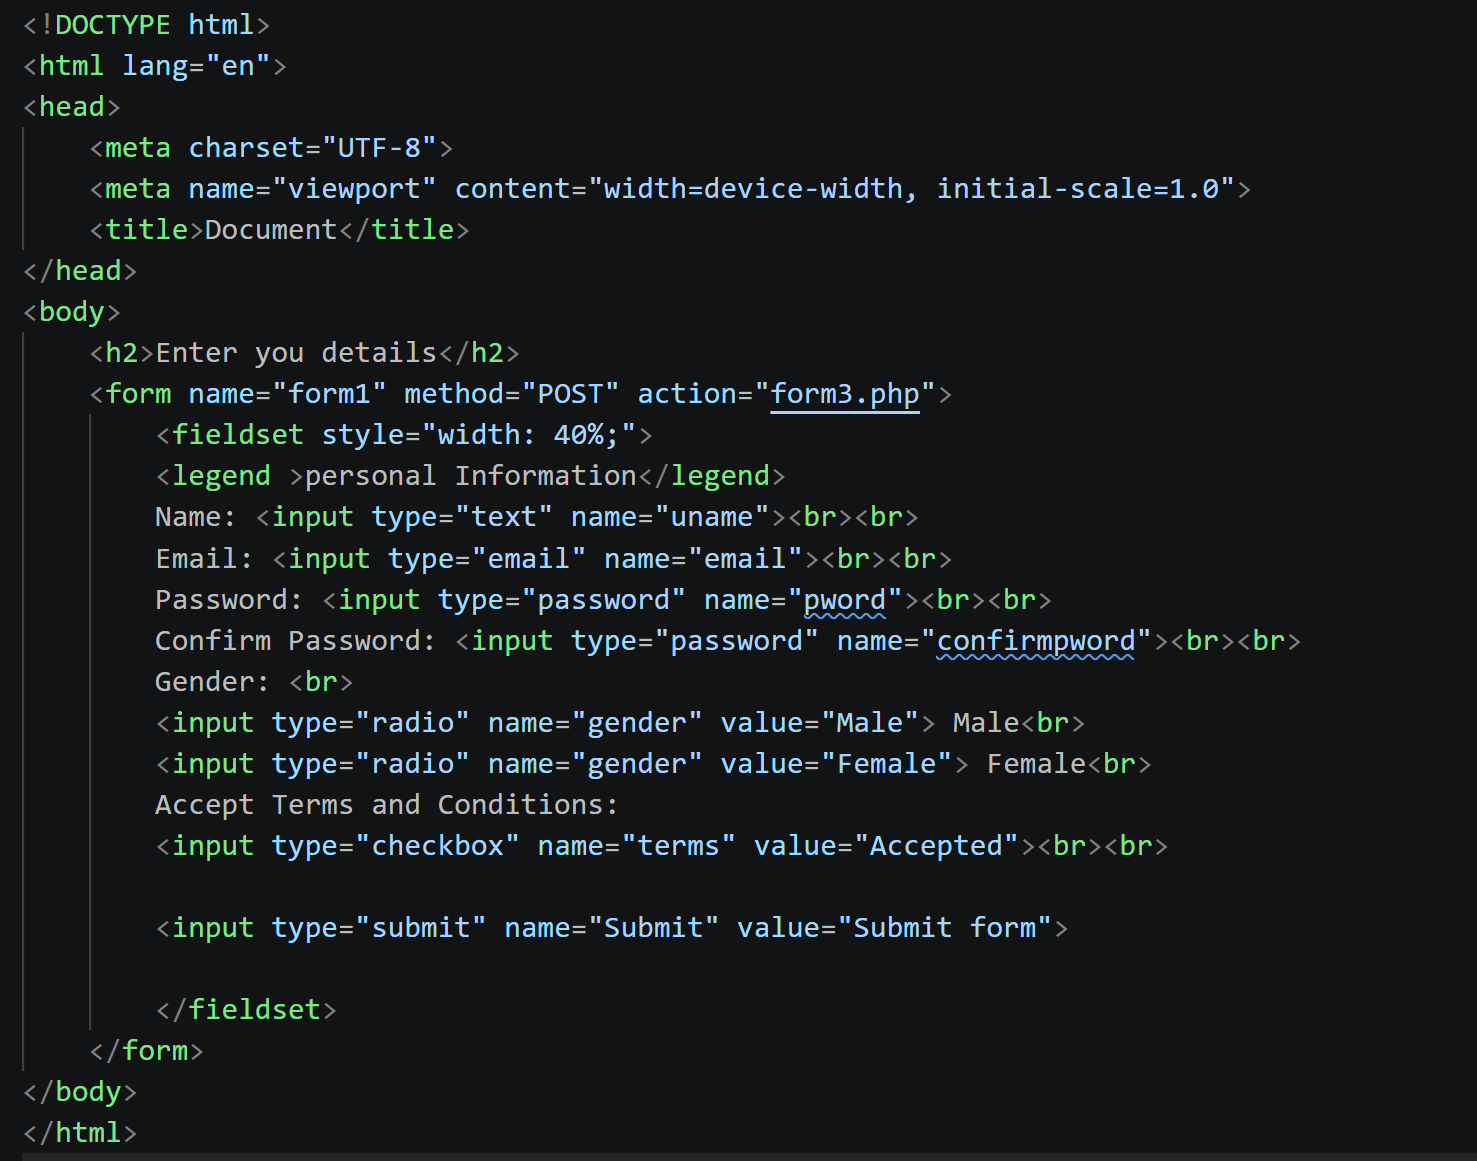 <!DOCTYPE html>
<html lang="en">
<head>
    <meta charset="UTF-8">
    <meta name="viewport" content="width=device-width, initial-scale=1.0">
    <title>Document</title>
</head>
<body>
    <h2>Enter you details</h2>
    <form name="form1" method="POST" action="form3.php">
        <fieldset style="width: 40%;">
        <legend >personal Information</legend>
        Name: <input type="text" name="uname"><br><br>
        Email: <input type="email" name="email"><br><br>
        Password: <input type="password" name="pword"><br><br>
        Confirm Password: <input type="password" name="confirmpword"><br><br>
        Gender: <br>
        <input type="radio" name="gender" value="Male"> Male<br>
        <input type="radio" name="gender" value="Female"> Female<br>
        Accept Terms and Conditions:
        <input type="checkbox" name="terms" value="Accepted"><br><br>

        <input type="submit" name="Submit" value="Submit form">

        </fieldset>
    </form>
</body>
</html>